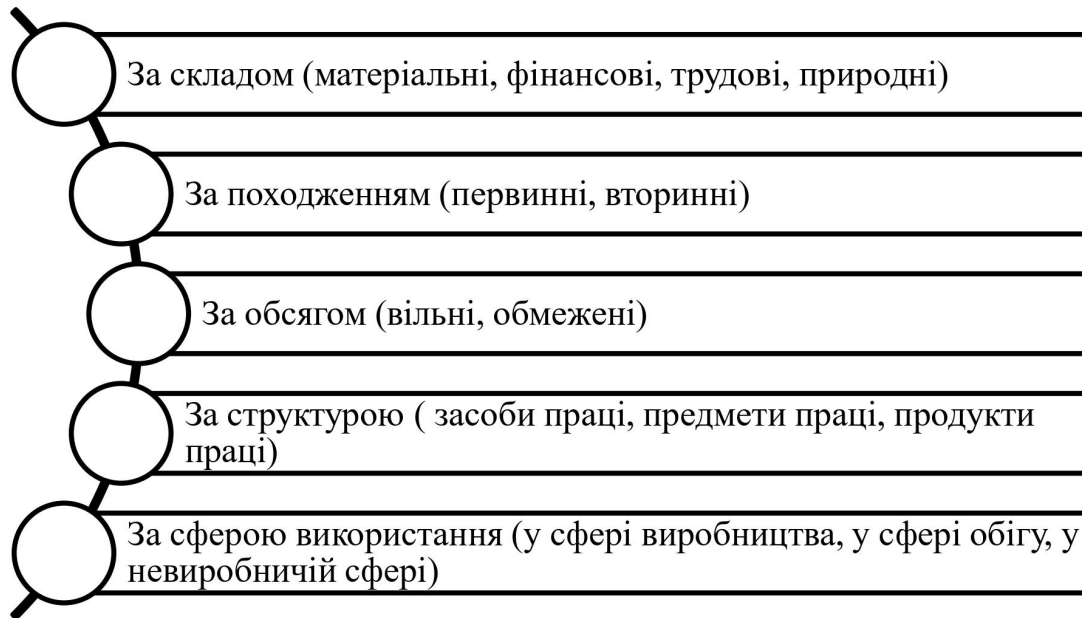 За складом (матеріальні, фінансові, трудові, природні)
За походженням (первинні, вторинні)
За обсягом (вільні, обмежені)
За структурою ( засоби праці, предмети праці, продукти
праці)
За сферою використання (у сфері виробництва, у сфері обігу, у
невиробничій сфері)